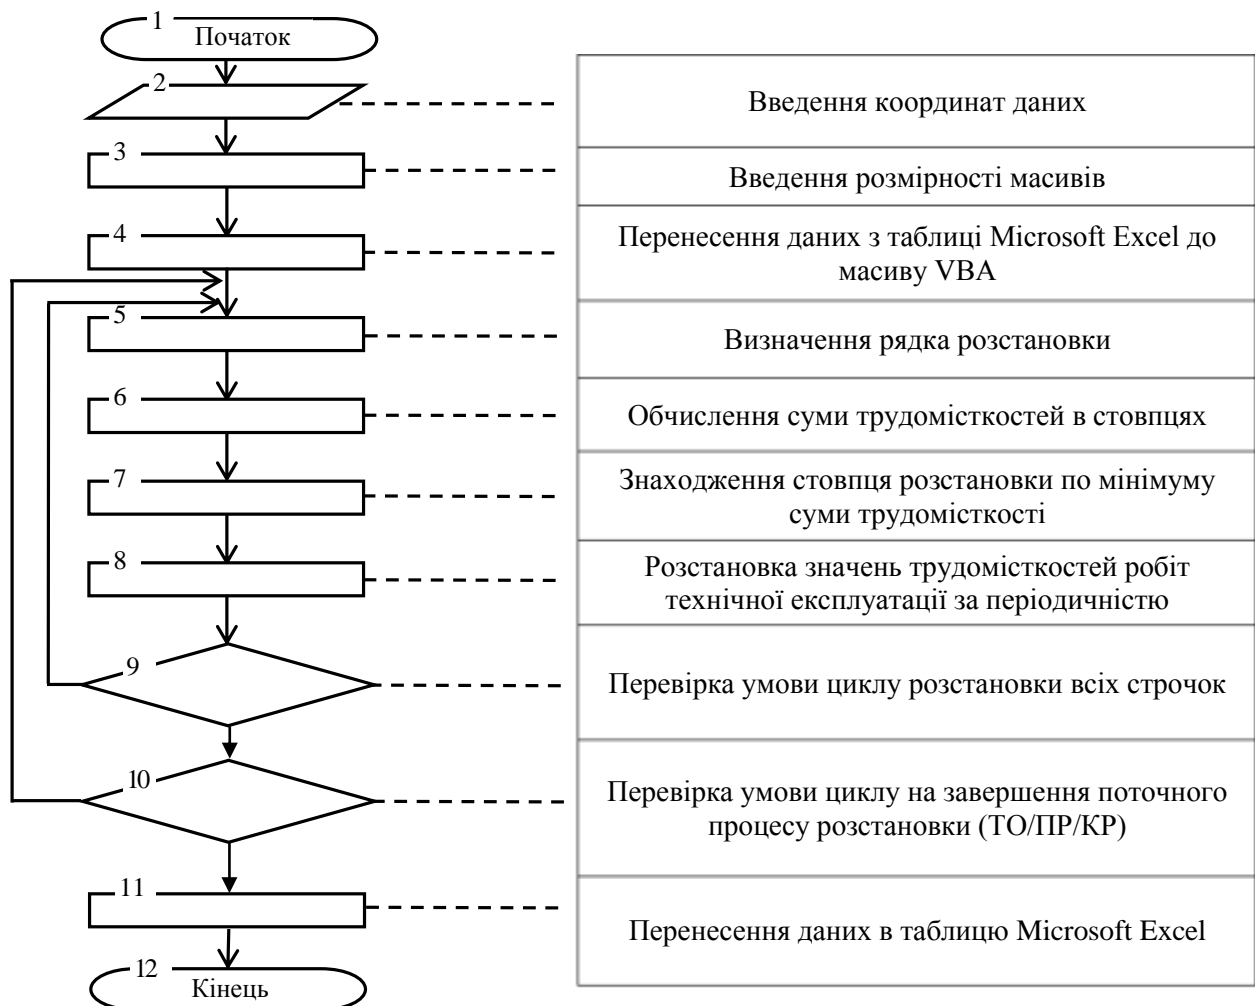 1
Початок
2
Введення координат даних
3
Введення розмірності масивів
4
Перенесення даних з таблиці Microsoft Excel до
масиву VBA
5
Визначення рядка розстановки
6
Обчислення суми трудомісткостей в стовпцях
7
Знаходження стовпця розстановки по мінімуму
суми трудомісткості
8
Розстановка значень трудомісткостей робіт
технічної експлуатації за періодичністю
9
Перевірка умови циклу розстановки всіх строчок
10
Перевірка умови циклу на завершення поточного
процесу розстановки (ТО/ПР/КР)
11
Перенесення даних в таблицю Microsoft Excel
12
Кінець